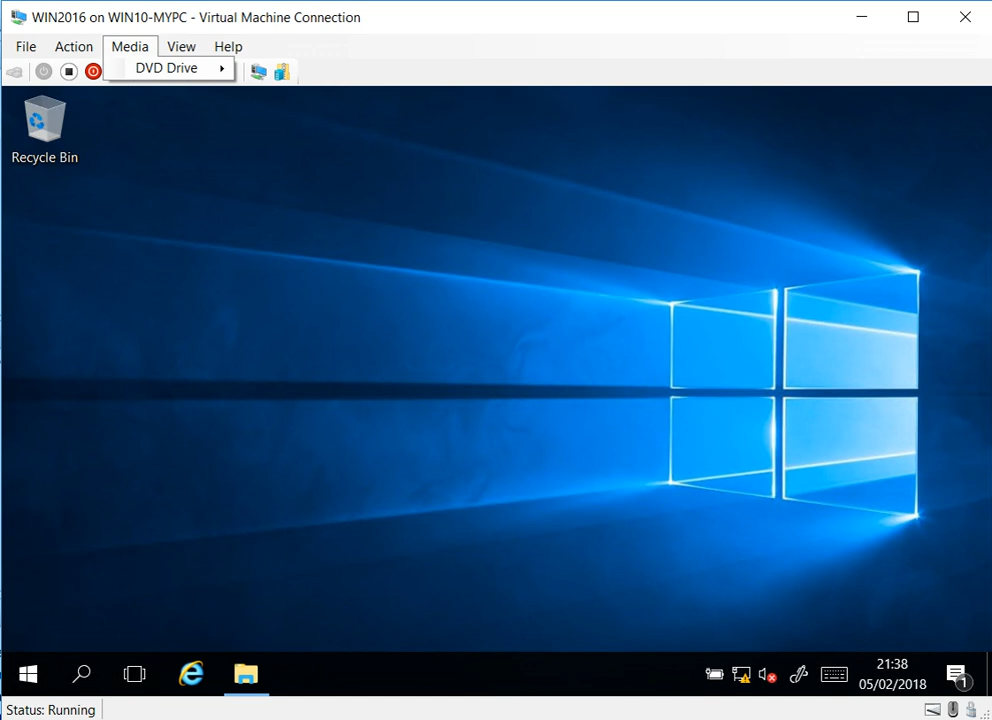 WIN2016 on WIN10-MYPC - Virtual Machine Connection
File Action Media View Help
DVD Drive
Recycle Bin
21:38
05/02/2018
1
Status: Running